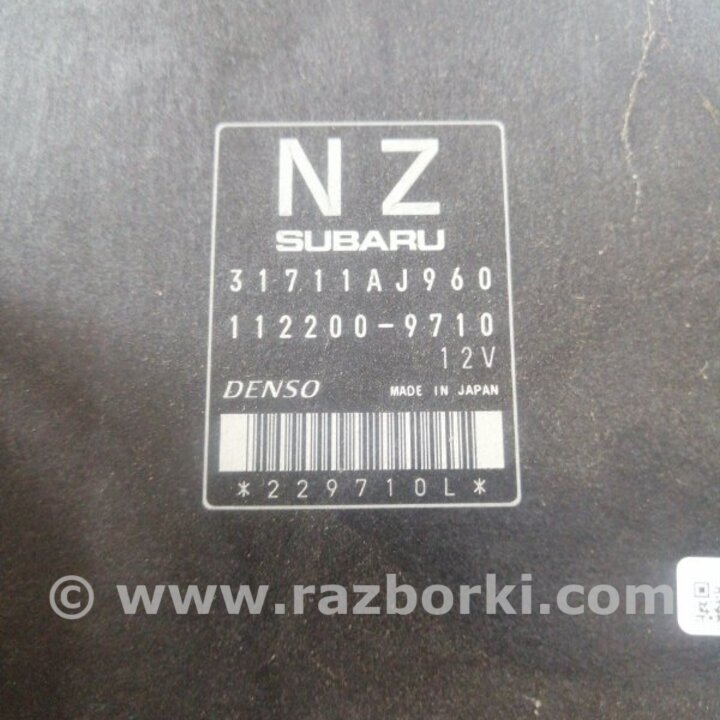 NZ
SUBARU
31711AJ960
112200-9710
12V
DENSO MADE IN JAPAN
*229710L*
© www.razborki.com